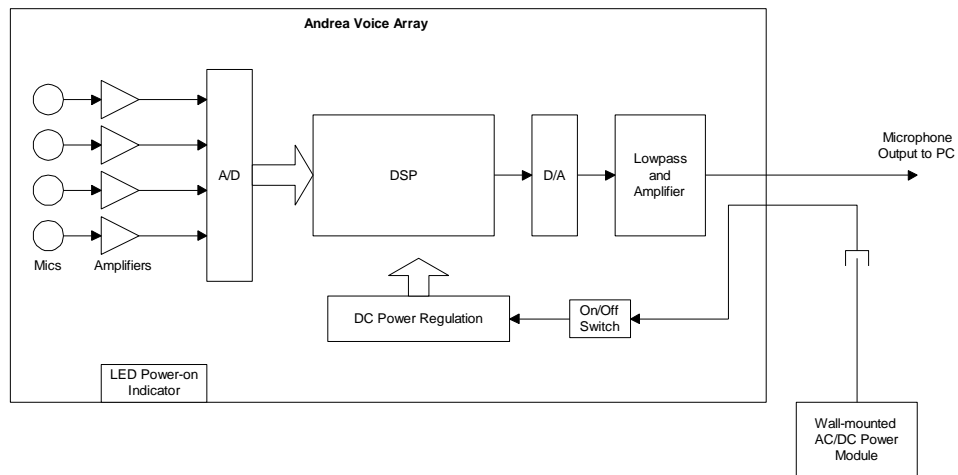 Andrea Voice Array
Mics
Amplifiers
A/D
DSP
D/A
Lowpass
and
Amplifier
Microphone
Output to PC
DC Power Regulation
On/Off
Switch
LED Power-on
Indicator
Wall-mounted
AC/DC Power
Module